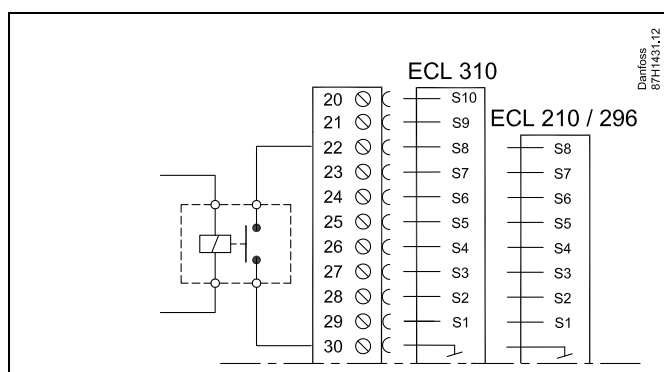 Danfoss
87H1431.12
ECL 310
ECL 210 / 296
20 S10
21 S9
22 S8 S8
23 S7 S7
24 S6 S6
25 S5 S5
26 S4 S4
27 S3 S3
28 S2 S2
29 S1 S1
30